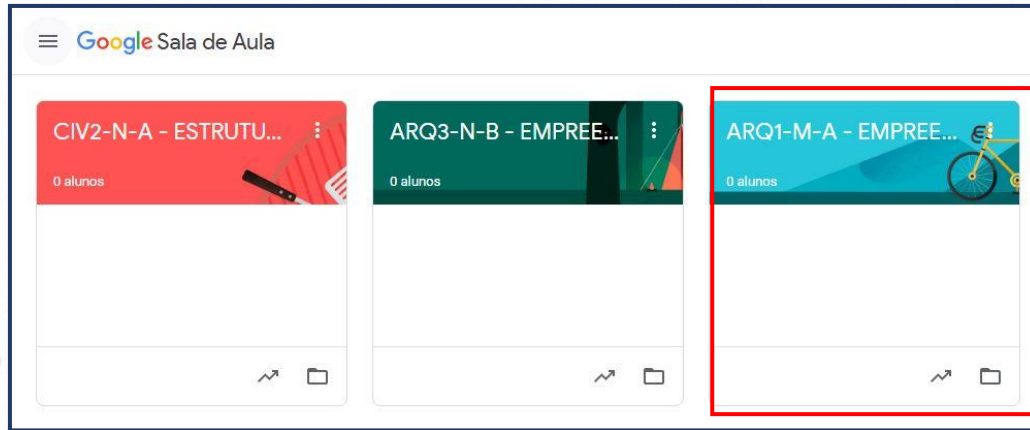 Google Sala de Aula
CIV2-N-A - ESTRUTU...
0 alunos
ARQ3-N-B - EMPREE...
0 alunos
ARQ1-M-A - EMPREE...
0 alunos